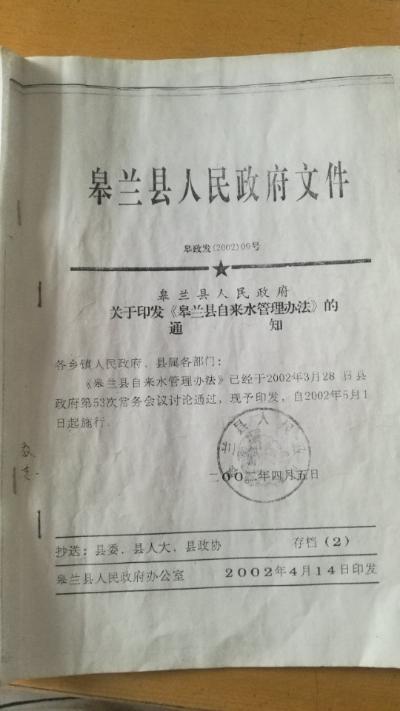 皋兰县人民政府文件
皋政发(2002)09号
皋兰县人民政府
关于印发《皋兰县自来水管理办法》的
通 知
各乡镇人民政府、县属各部门:
《皋兰县自来水管理办法》已经于2002年3月28日县
政府第53次常务会议讨论通过，现予印发，自2002年5月1
日起施行。
二00二年四月五日
抄送：县委、县人大、县政协 存档(2)
皋兰县人民政府办公室 2002年4月14日印发